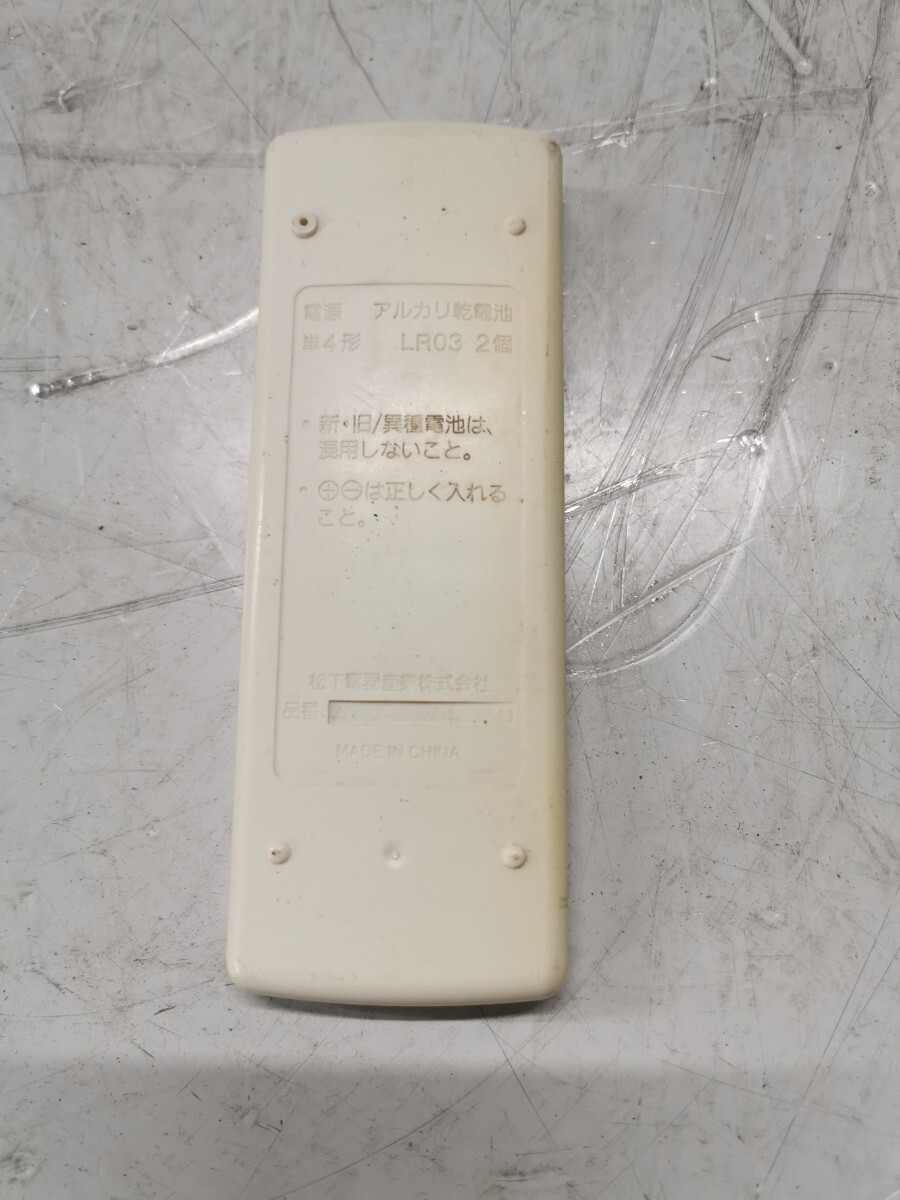 電源 アルカリ乾電池
単4形 LR03 2個
・新・旧/異種電池は、
混用しないこと。
・⊕⊖は正しく入れる
こと。
松下電器産業株式会社
品番
MADE IN CHINA